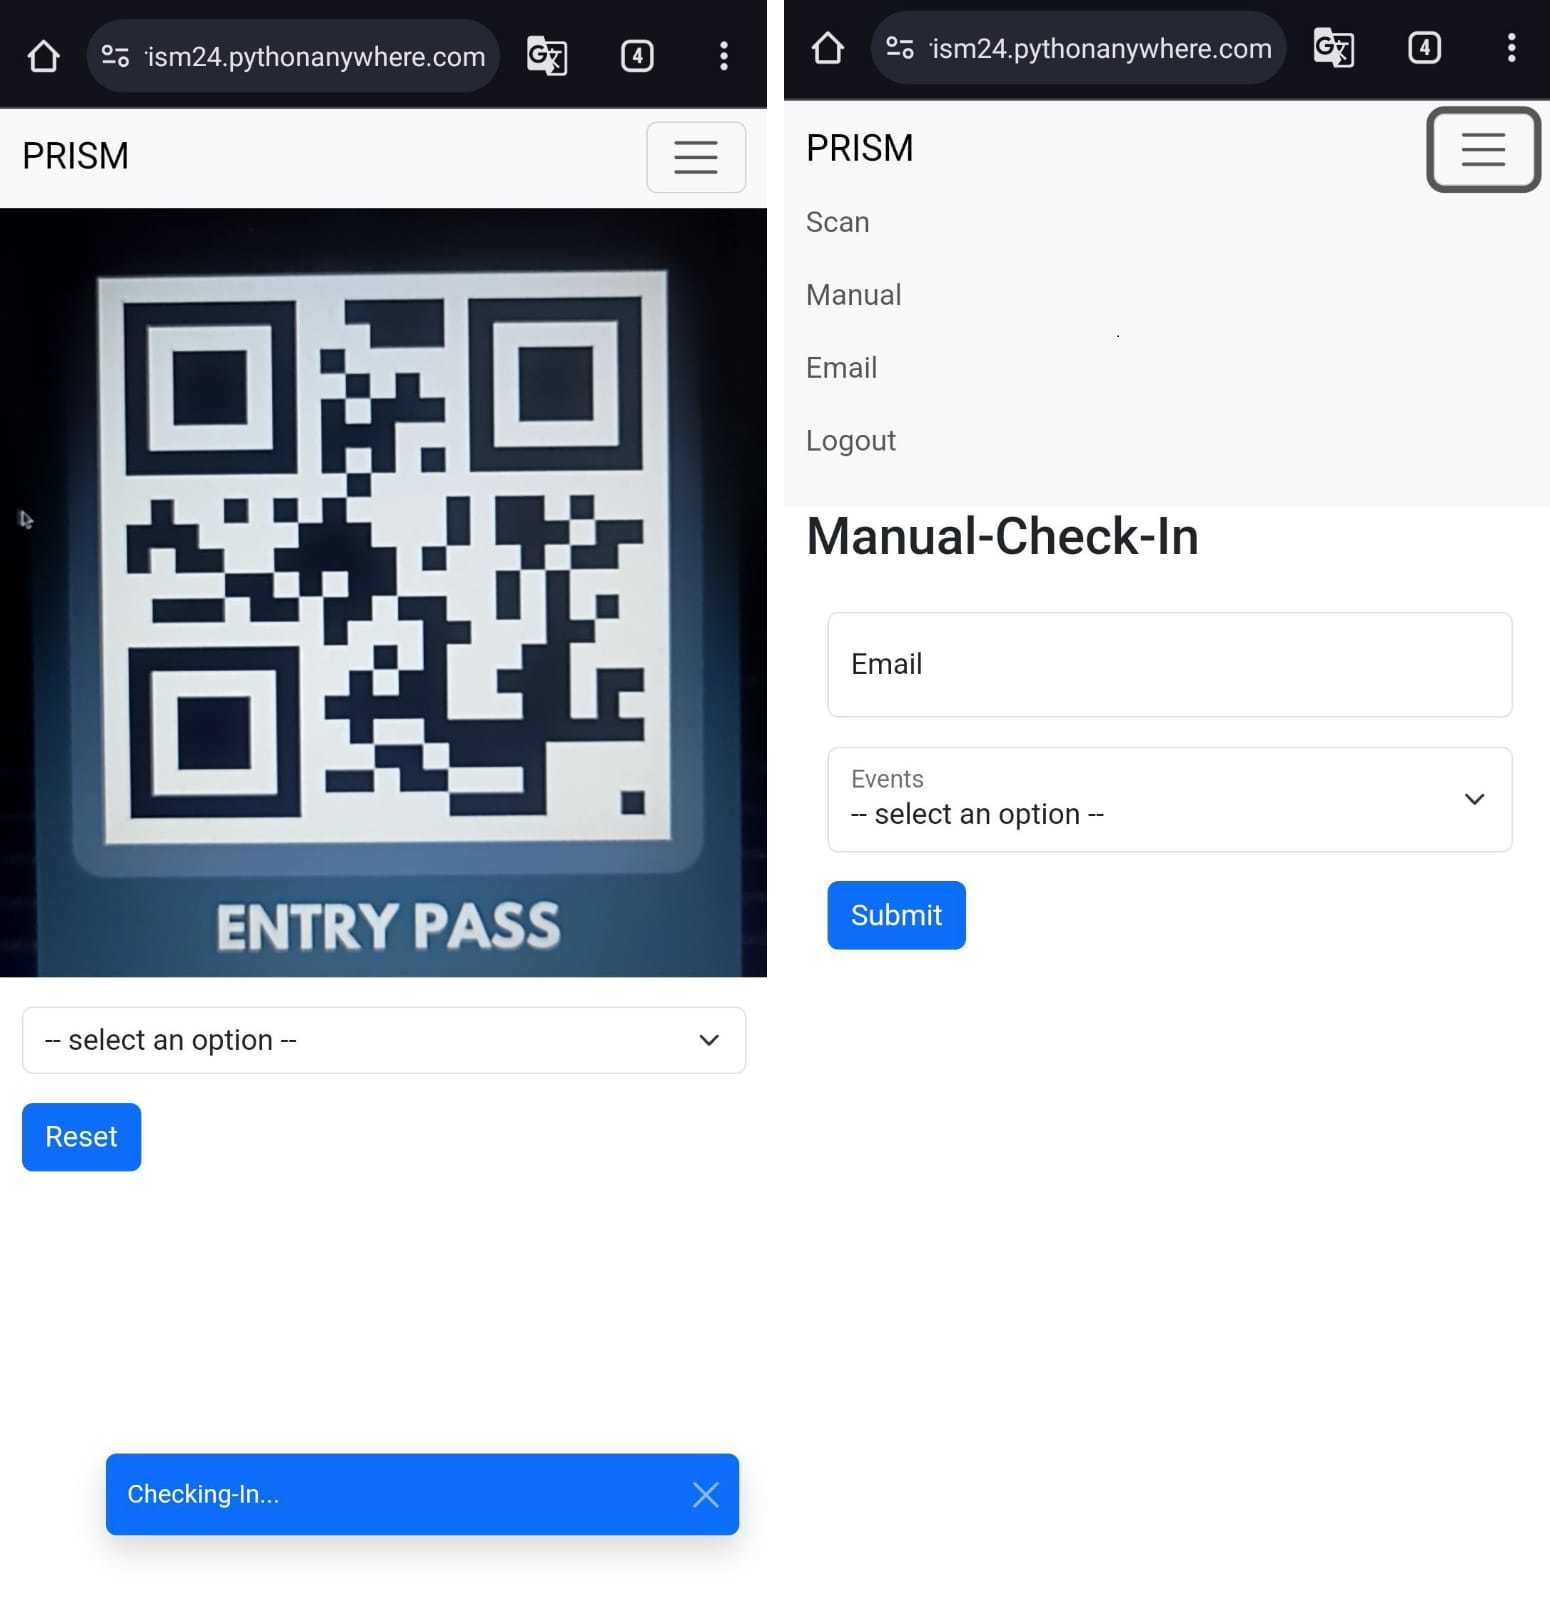 ism24.pythonanywhere.com
4
PRISM
ENTRY PASS
-- select an option --
Reset
Checking-In...
ism24.pythonanywhere.com
4
PRISM
Scan
Manual
Email
Logout
Manual-Check-In
Email
Events
-- select an option --
Submit